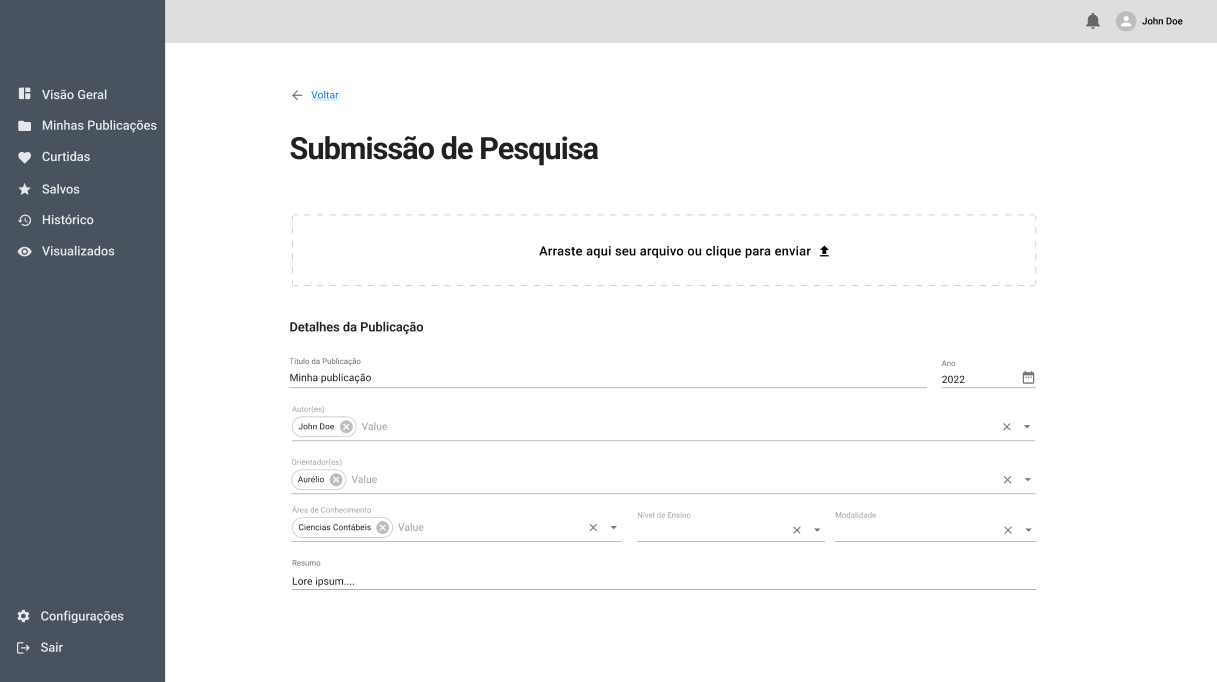 John Doe
Visão Geral
Minhas Publicações
Curtidas
Salvos
Histórico
Visualizados
Configurações
Sair
Voltar
Submissão de Pesquisa
Arraste aqui seu arquivo ou clique para enviar
Detalhes da Publicação
Título da Publicação
Minha publicação
Ano
2022
Autor(es)
John Doe Value
Orientador(es)
Aurélio Value
Área de Conhecimento
Ciencias Contábeis Value
Nível de Ensino
Modalidade
Resumo
Lore ipsum....